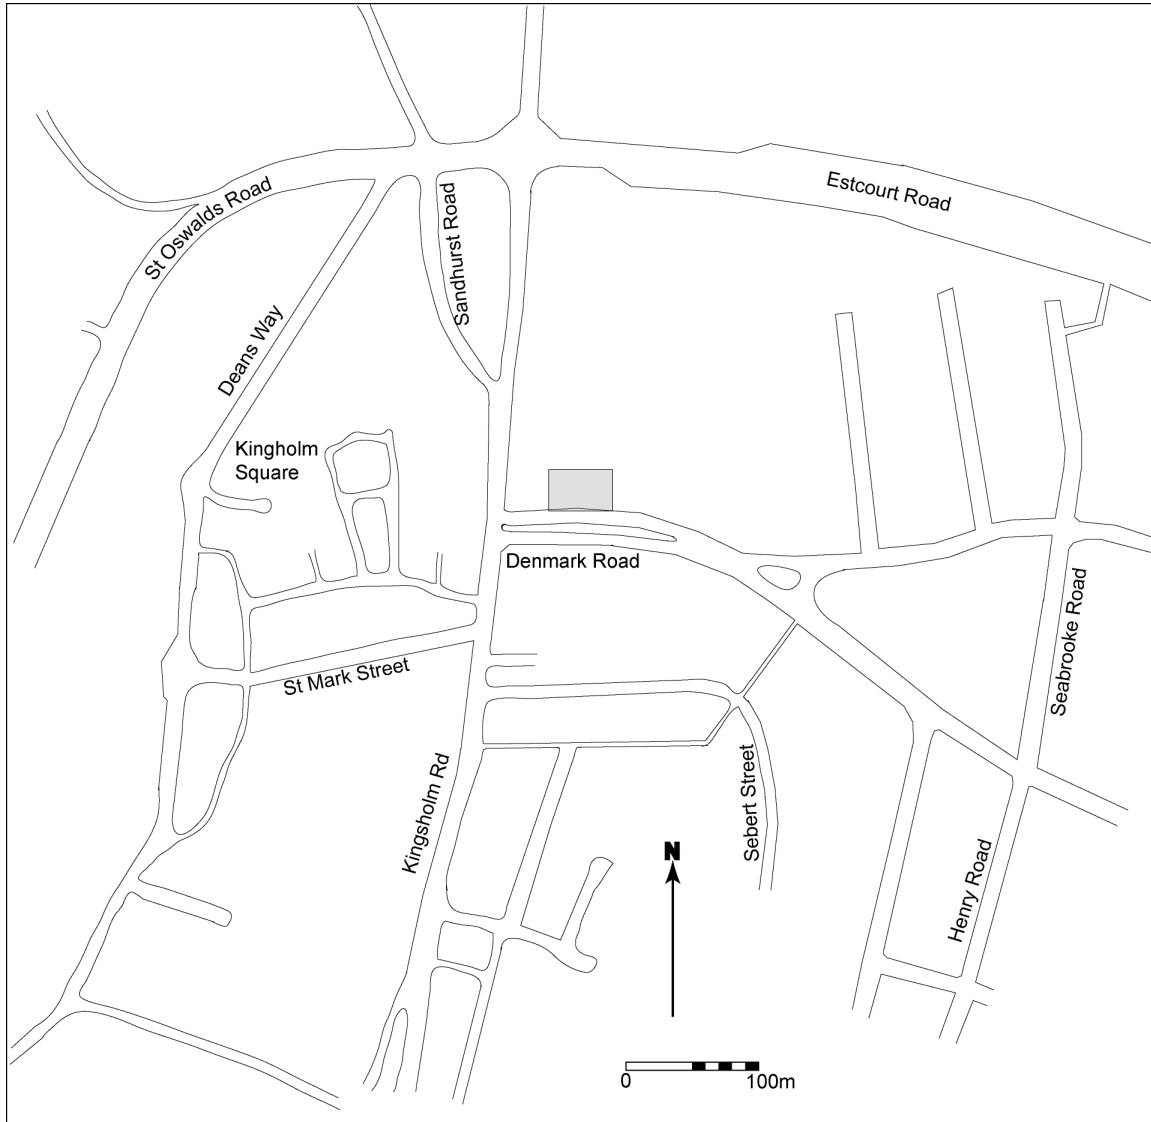 Estcourt Road
St Oswalds Road
Sandhurst Road
Deans Way
Kingholm
Square
Denmark Road
Seabrooke Road
St Mark Street
Kingsholm Rd
Sebert Street
Henry Road
N
0 100m